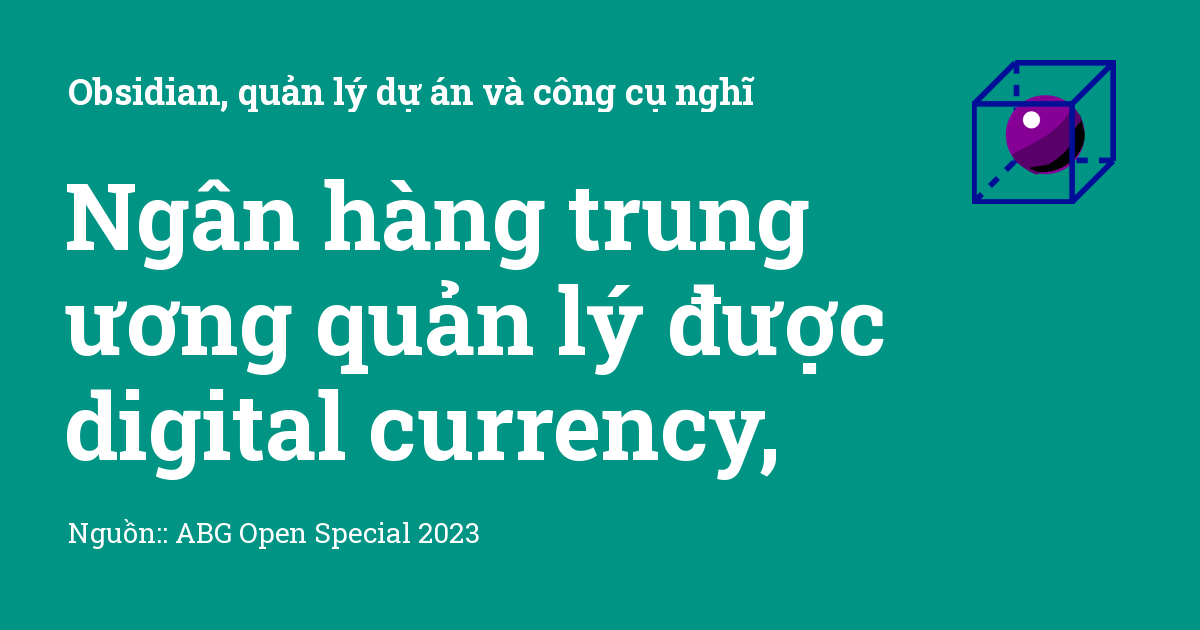 Obsidian, quản lý dự án và công cụ nghĩ
Ngân hàng trung
ương quản lý được
digital currency,
Nguồn:: ABG Open Special 2023